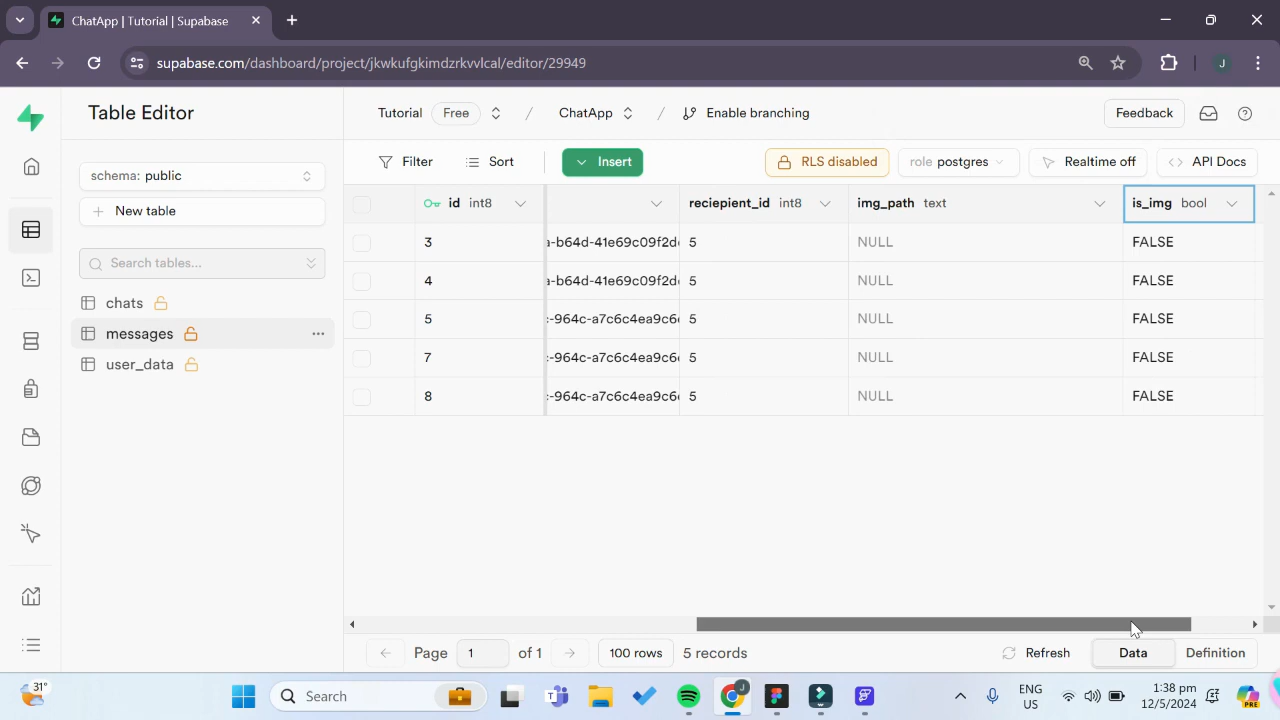 ChatApp | Tutorial | Supabase
supabase.com/dashboard/project/jkwkufgkimdzrkvvlcal/editor/29949
J
Table Editor
Tutorial Free / ChatApp / Enable branching
Feedback
schema: public
New table
Search tables...
chats
messages
user_data
Filter Sort Insert RLS disabled role postgres Realtime off API Docs
id int8 reciepient_id int8 img_path text is_img bool
3 a-b64d-41e69c09f2d 5 NULL FALSE
4 a-b64d-41e69c09f2d 5 NULL FALSE
5 c-964c-a7c6c4ea9c6 5 NULL FALSE
7 c-964c-a7c6c4ea9c6 5 NULL FALSE
8 c-964c-a7c6c4ea9c6 5 NULL FALSE
Page 1 of 1 100 rows 5 records Refresh Data Definition
31°
Search
J
ENG
US
1:38 pm
12/5/2024
PRE